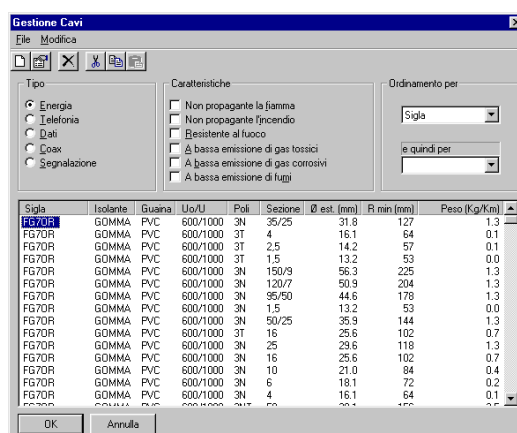 Gestione Cavi
File Modifica
Tipo
Energia
Telefonia
Dati
Coax
Segnalazione
Caratteristiche
Non propagante la fiamma
Non propagante l'incendio
Resistente al fuoco
A bassa emissione di gas tossici
A bassa emissione di gas corrosivi
A bassa emissione di fumi
Ordinamento per
Sigla
e quindi per
Sigla Isolante Guaina Uo/U Poli Sezione Ø est. (mm) R min (mm) Peso (Kg/Km)
FG7OR GOMMA PVC 600/1000 3N 35/25 31.8 127 1.3
FG7OR GOMMA PVC 600/1000 3T 4 16.1 64 0.1
FG7OR GOMMA PVC 600/1000 3T 2,5 14.2 57 0.1
FG7OR GOMMA PVC 600/1000 3T 1,5 13.2 53 0.0
FG7OR GOMMA PVC 600/1000 3N 150/9 56.3 225 1.3
FG7OR GOMMA PVC 600/1000 3N 120/7 50.9 204 1.3
FG7OR GOMMA PVC 600/1000 3N 95/50 44.6 178 1.3
FG7OR GOMMA PVC 600/1000 3N 1,5 13.2 53 0.0
FG7OR GOMMA PVC 600/1000 3N 50/25 35.9 144 1.3
FG7OR GOMMA PVC 600/1000 3T 16 25.6 102 0.7
FG7OR GOMMA PVC 600/1000 3N 25 29.6 118 1.3
FG7OR GOMMA PVC 600/1000 3N 16 25.6 102 0.7
FG7OR GOMMA PVC 600/1000 3N 10 21.0 84 0.4
FG7OR GOMMA PVC 600/1000 3N 6 18.1 72 0.2
FG7OR GOMMA PVC 600/1000 3N 4 16.1 64 0.1
OK Annulla